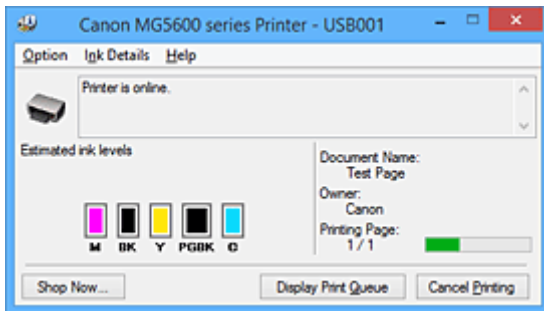 Canon MG5600 series Printer - USB001
Option Ink Details Help
Printer is online.
Estimated ink levels
Document Name:
Test Page
Owner:
Canon
Printing Page:
1 / 1
M BK Y PGBK C
Shop Now... Display Print Queue Cancel Printing